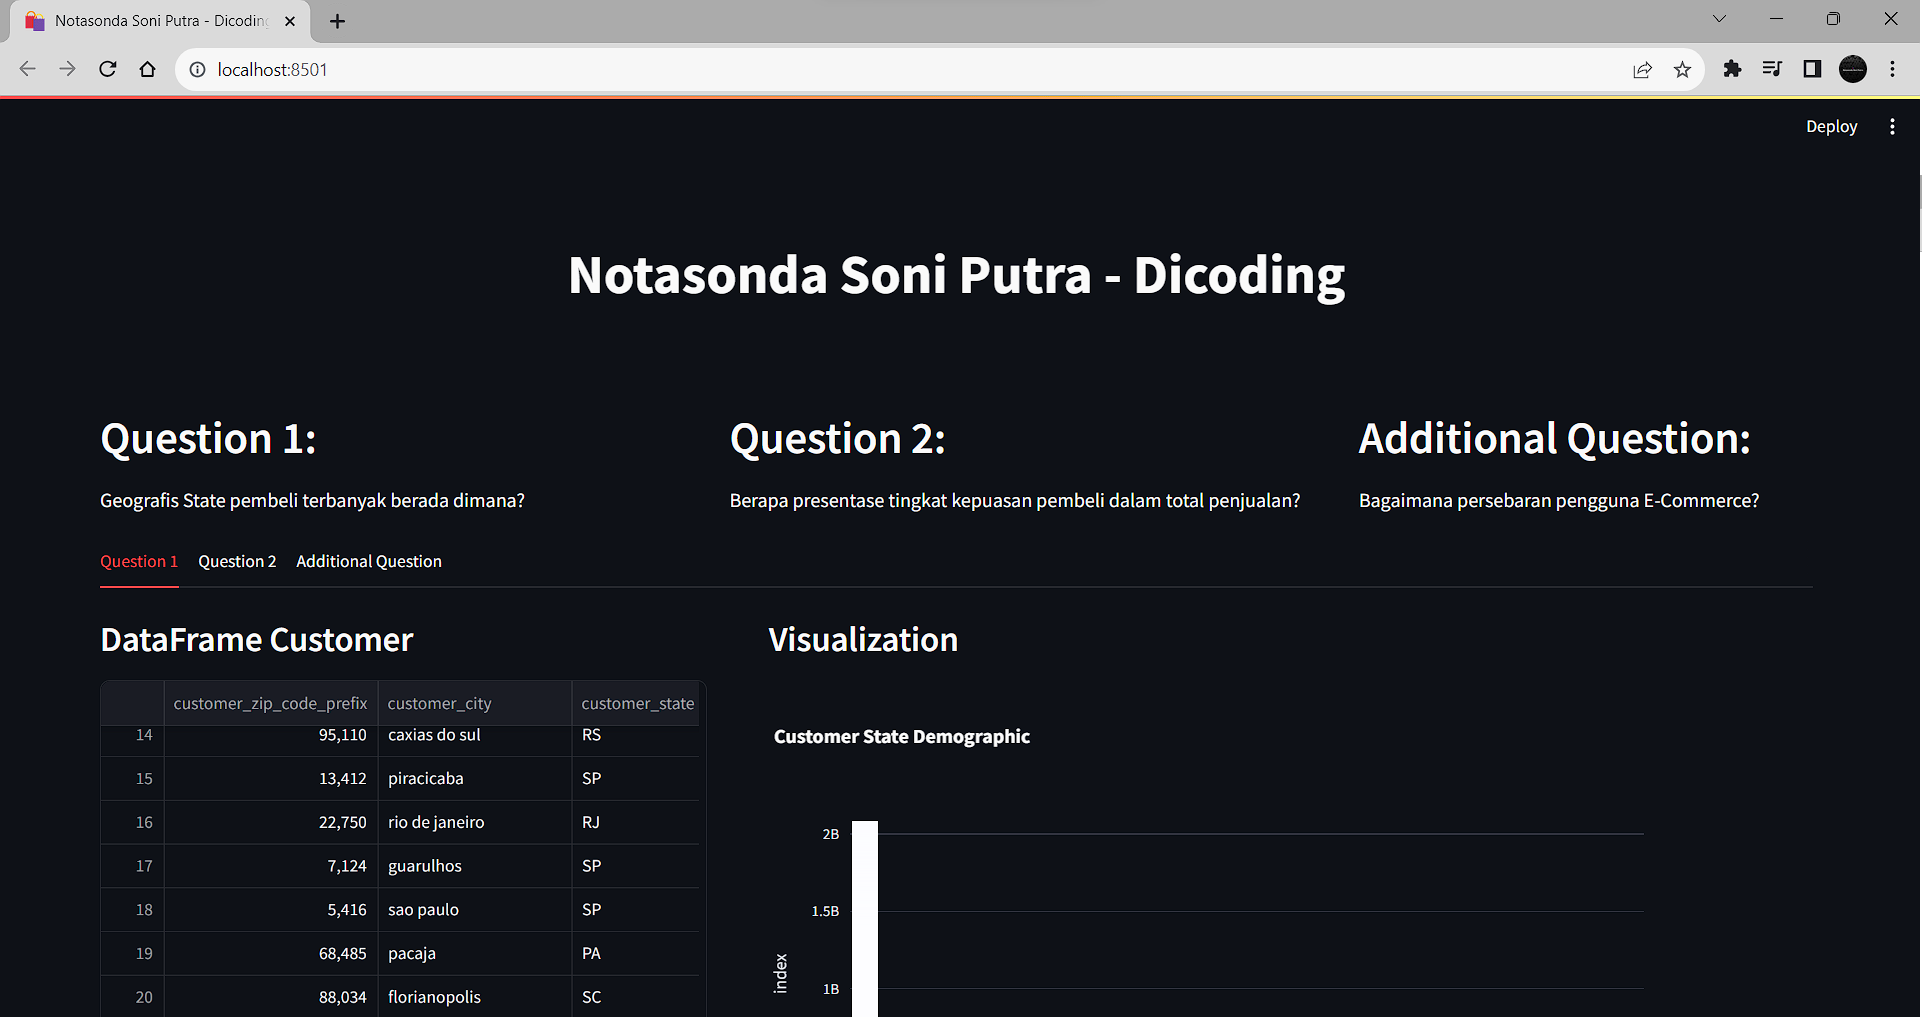 Notasonda Soni Putra - Dicoding
localhost:8501
Deploy
Notasonda Soni Putra - Dicoding
Question 1:
Geografis State pembeli terbanyak berada dimana?
Question 2:
Berapa presentase tingkat kepuasan pembeli dalam total penjualan?
Additional Question:
Bagaimana persebaran pengguna E-Commerce?
Question 1 Question 2 Additional Question
DataFrame Customer
customer_zip_code_prefix customer_city customer_state
14 95,110 caxias do sul RS
15 13,412 piracicaba SP
16 22,750 rio de janeiro RJ
17 7,124 guarulhos SP
18 5,416 sao paulo SP
19 68,485 pacaja PA
20 88,034 florianopolis SC
Visualization
Customer State Demographic
2B
1.5B
1B
index